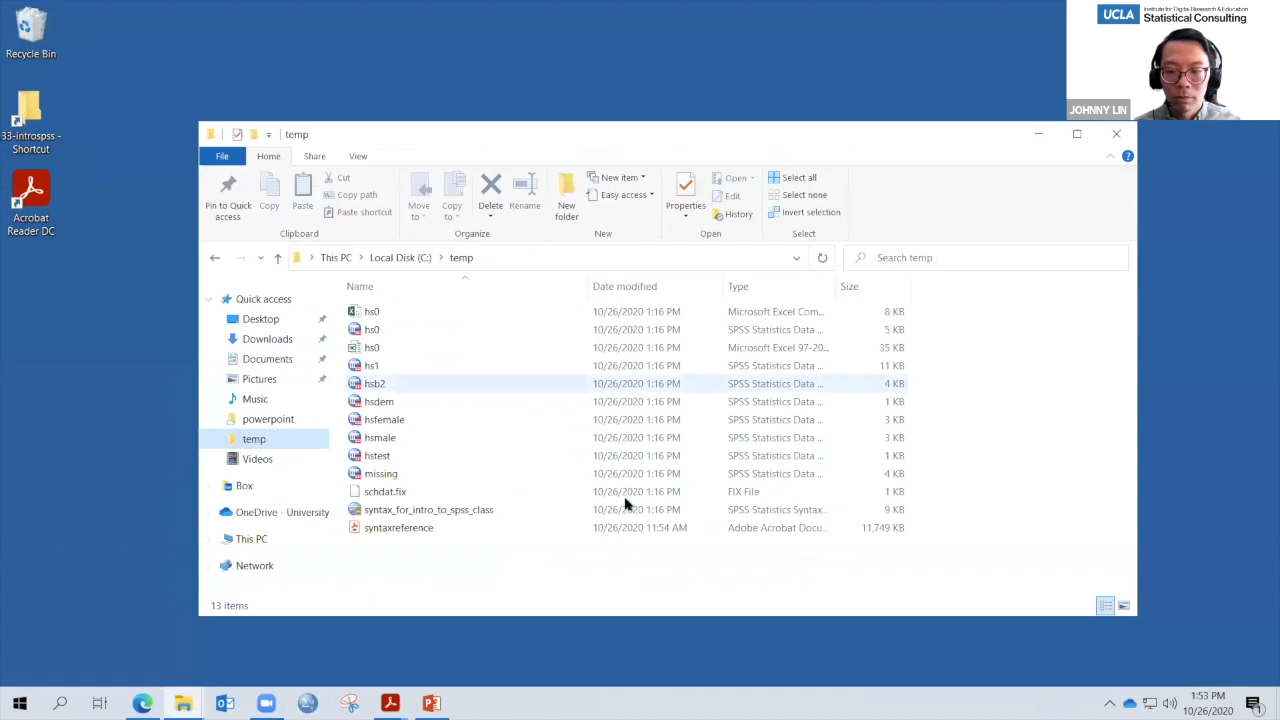 Recycle Bin
33-introspss -
Shortcut
Acrobat
Reader DC
UCLA
Institute for Digital Research & Education
Statistical Consulting
JOHNNY LIN
temp
File
Home
Share
View
Pin to Quick
access
Copy
Paste
Cut
Copy path
Paste shortcut
Clipboard
Move
to
Copy
to
Delete
Rename
Organize
New
folder
New item
Easy access
New
Properties
Open
Edit
History
Open
Select all
Select none
Invert selection
Select
This PC > Local Disk (C:) > temp
Search temp
Name Date modified Type Size
Quick access
Desktop
Downloads
Documents
Pictures
Music
powerpoint
temp
Videos
Box
OneDrive - University
This PC
Network
hs0 10/26/2020 1:16 PM Microsoft Excel Com... 8 KB
hs0 10/26/2020 1:16 PM SPSS Statistics Data ... 5 KB
hs0 10/26/2020 1:16 PM Microsoft Excel 97-20... 35 KB
hs1 10/26/2020 1:16 PM SPSS Statistics Data ... 11 KB
hsb2 10/26/2020 1:16 PM SPSS Statistics Data ... 4 KB
hsdem 10/26/2020 1:16 PM SPSS Statistics Data ... 1 KB
hsfemale 10/26/2020 1:16 PM SPSS Statistics Data ... 3 KB
hsmale 10/26/2020 1:16 PM SPSS Statistics Data ... 3 KB
hstest 10/26/2020 1:16 PM SPSS Statistics Data ... 1 KB
missing 10/26/2020 1:16 PM SPSS Statistics Data ... 4 KB
schdat.fix 10/26/2020 1:16 PM FIX File 1 KB
syntax_for_intro_to_spss_class 10/26/2020 1:16 PM SPSS Statistics Syntax... 9 KB
syntaxreference 10/26/2020 11:54 AM Adobe Acrobat Docu... 11,749 KB
13 items
1:53 PM
10/26/2020
1